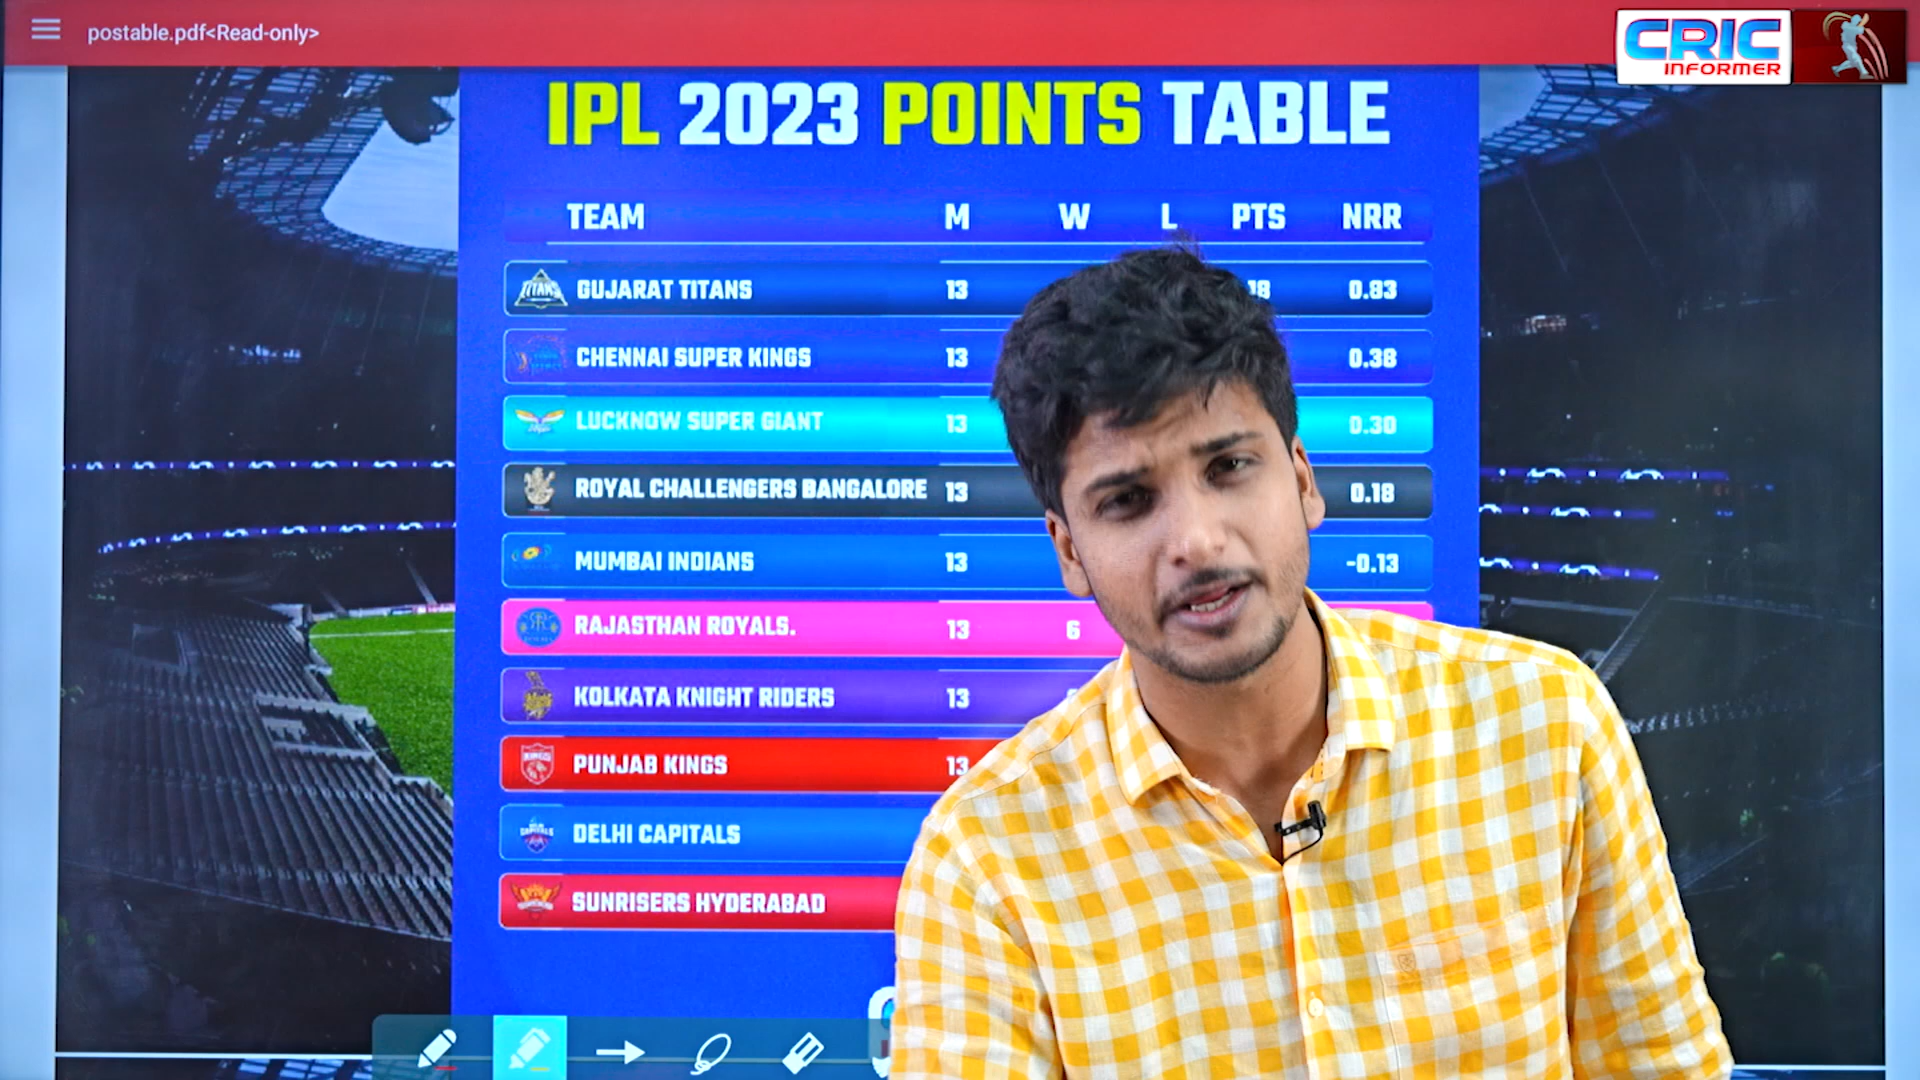 postable.pdf<Read-only>
CRIC
INFORMER
IPL 2023 POINTS TABLE
TEAM M W L PTS NRR
GUJARAT TITANS 13 18 0.83
CHENNAI SUPER KINGS 13 0.38
LUCKNOW SUPER GIANT 13 0.30
ROYAL CHALLENGERS BANGALORE 13 0.18
MUMBAI INDIANS 13 -0.13
RAJASTHAN ROYALS. 13 6
KOLKATA KNIGHT RIDERS 13
PUNJAB KINGS 13
DELHI CAPITALS
SUNRISERS HYDERABAD